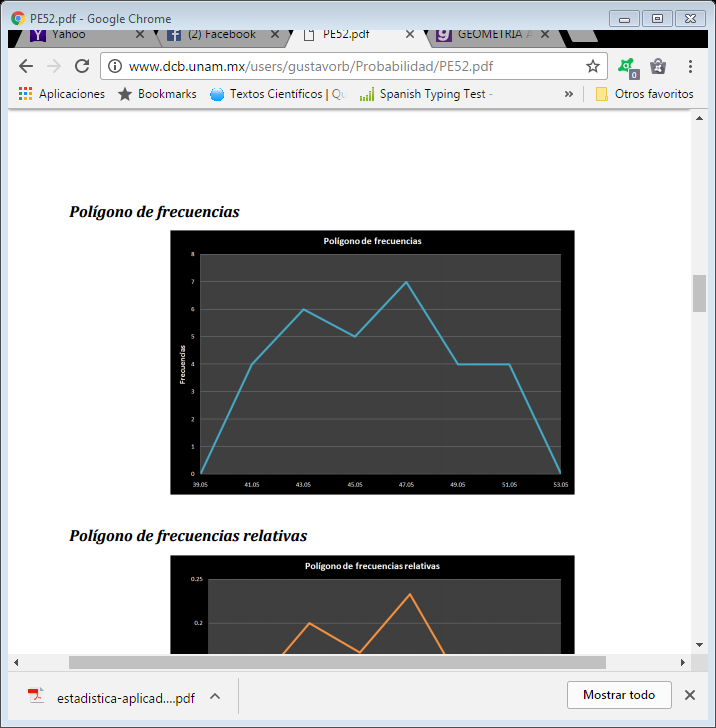 PE52.pdf - Google Chrome
Yahoo
(2) Facebook
PE52.pdf
GEOMETRIA A
www.dcb.unam.mx/users/gustavorb/Probabilidad/PE52.pdf
0
Aplicaciones
Bookmarks
Textos Científicos | Qu
Spanish Typing Test -
»
Otros favoritos
Polígono de frecuencias
Polígono de frecuencias
8
7
6
5
4
3
2
1
0
Frecuencias
39.05 41.05 43.05 45.05 47.05 49.05 51.05 53.05
Polígono de frecuencias relativas
Polígono de frecuencias relativas
0.25
0.2
estadistica-aplicad....pdf
Mostrar todo